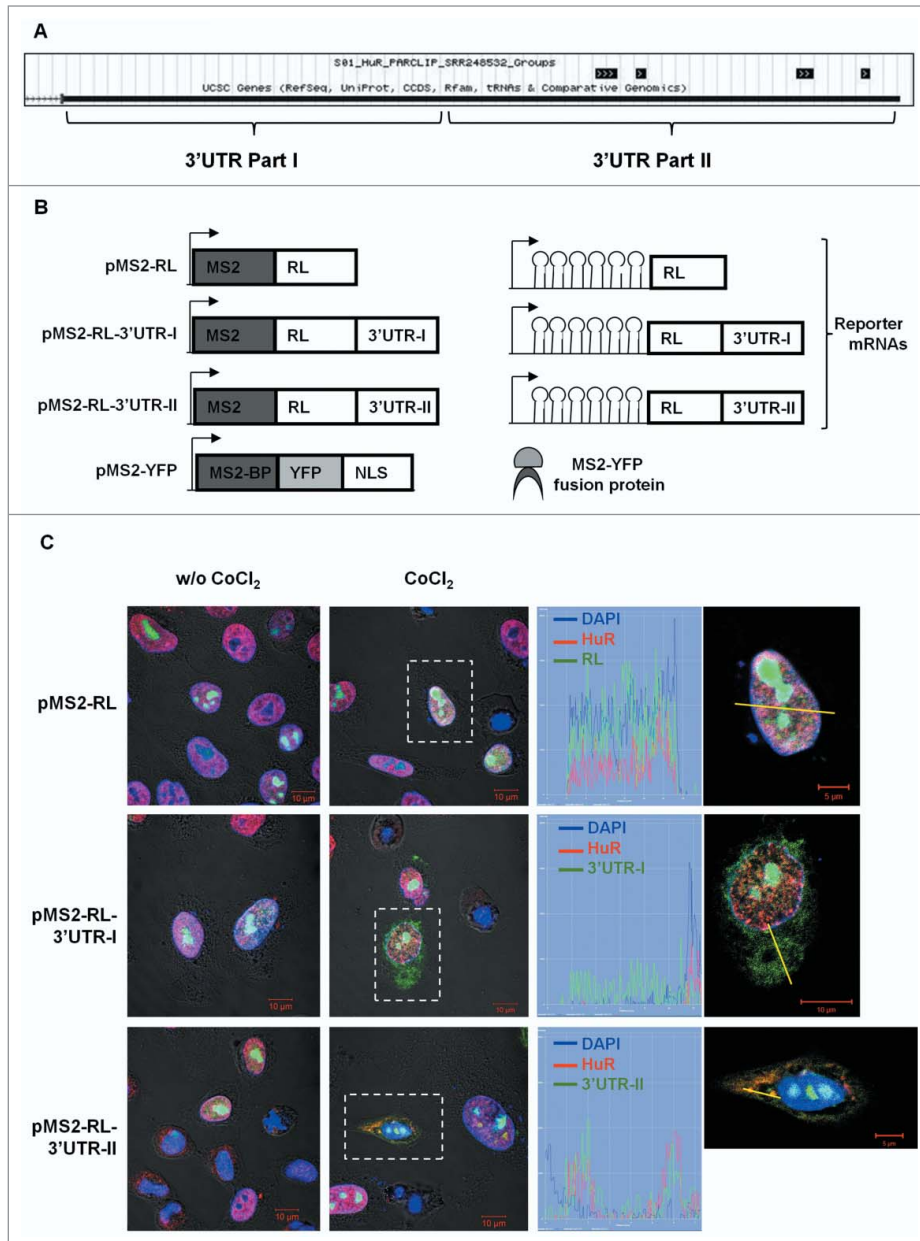 A
S01_HuR_PARCLIP_SRR248532_Groups
UCSC Genes (RefSeq, UniProt, CCDS, Rfam, tRNAs & Comparative Genomics)
3'UTR Part I
3'UTR Part II
B
pMS2-RL
MS2
RL
RL
pMS2-RL-3'UTR-I
MS2
RL
3'UTR-I
RL
3'UTR-I
pMS2-RL-3'UTR-II
MS2
RL
3'UTR-II
RL
3'UTR-II
Reporter
mRNAs
pMS2-YFP
MS2-BP
YFP
NLS
MS2-YFP
fusion protein
C
w/o CoCl₂
CoCl₂
pMS2-RL
10 µm
10 µm
DAPI
HuR
RL
5 µm
pMS2-RL-
3'UTR-I
10 µm
10 µm
DAPI
HuR
3'UTR-I
10 µm
pMS2-RL-
3'UTR-II
10 µm
10 µm
DAPI
HuR
3'UTR-II
5 µm